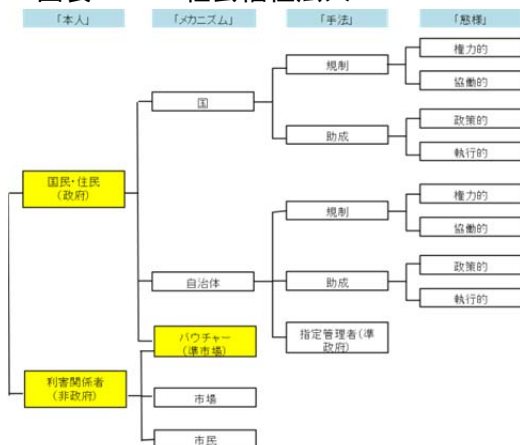 「本人」 「メカニズム」 「手法」 「態様」
権力的
規制
協働的
国
政策的
助成
執行的
国民・住民
(政府)
権力的
規制
協働的
自治体
政策的
助成
執行的
バウチャー
(準市場)
指定管理者(準
政府)
利害関係者
(非政府)
市場
市民